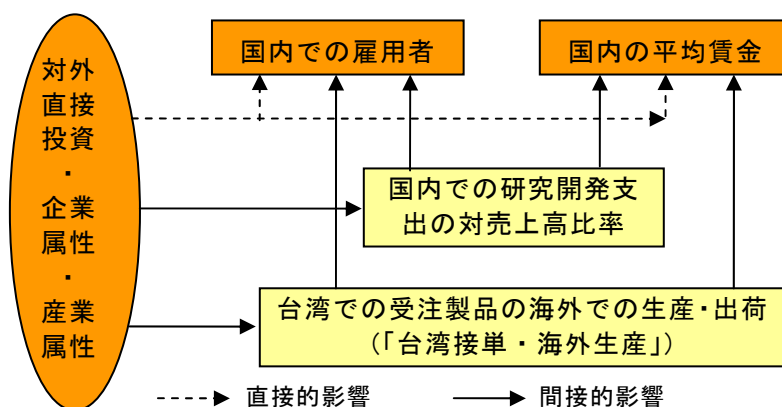 対外
直接
投資
・
企業
属性
・
産業
属性
国内での雇用者
国内の平均賃金
国内での研究開発支
出の対売上高比率
台湾での受注製品の海外での生産・出荷
(「台湾接単・海外生産」)
直接的影響
間接的影響